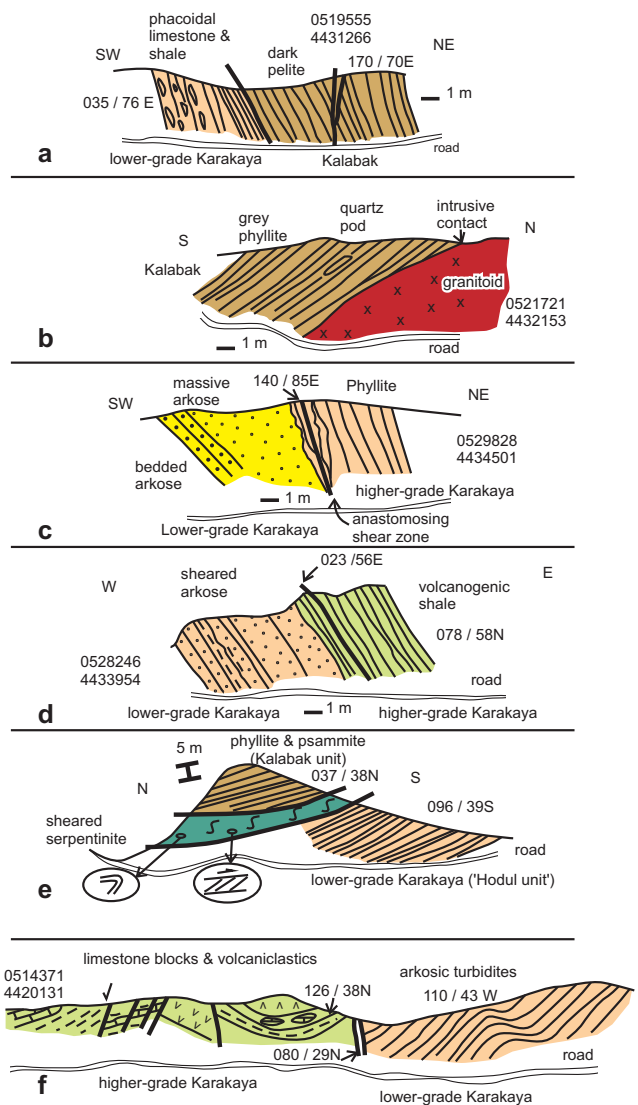 phacoidal
limestone &
shale
SW
dark
pelite
0519555
4431266
NE
170 / 70E
035 / 76 E
1 m
road
lower-grade Karakaya
Kalabak
a
S
Kalabak
grey
phyllite
quartz
pod
intrusive
contact
N
x
x
x
x
granitoid
x
x
x
x
x
0521721
4432153
1 m
road
b
SW
massive
arkose
140 / 85E
Phyllite
NE
0529828
4434501
bedded
arkose
1 m
higher-grade Karakaya
Lower-grade Karakaya
anastomosing
shear zone
c
W
sheared
arkose
023 /56E
volcanogenic
shale
E
078 / 58N
0528246
4433954
road
lower-grade Karakaya
1 m
higher-grade Karakaya
d
5 m
phyllite & psammite
(Kalabak unit)
N
037 / 38N
S
096 / 39S
sheared
serpentinite
road
lower-grade Karakaya ('Hodul unit')
e
0514371
4420131
limestone blocks & volcaniclastics
126 / 38N
arkosic turbidites
110 / 43 W
080 / 29N
road
higher-grade Karakaya
lower-grade Karakaya
f